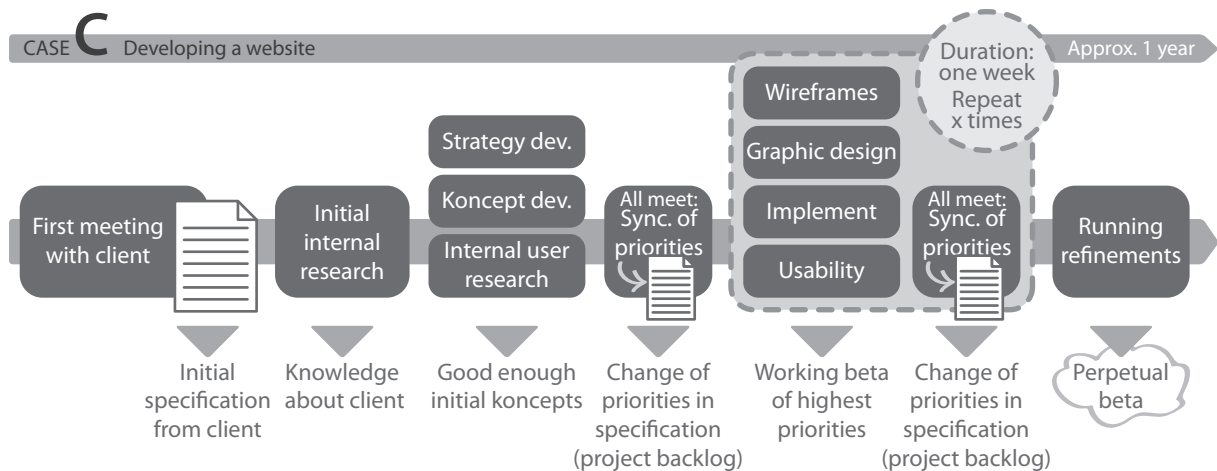 CASE C Developing a website
Approx. 1 year
Duration:
one week
Repeat
x times
First meeting
with client
Initial
internal
research
Strategy dev.
Koncept dev.
Internal user
research
All meet:
Sync. of
priorities
Wireframes
Graphic design
Implement
Usability
All meet:
Sync. of
priorities
Running
refinements
Initial
specification
from client
Knowledge
about client
Good enough
initial koncepts
Change of
priorities in
specification
(project backlog)
Working beta
of highest
priorities
Change of
priorities in
specification
(project backlog)
Perpetual
beta